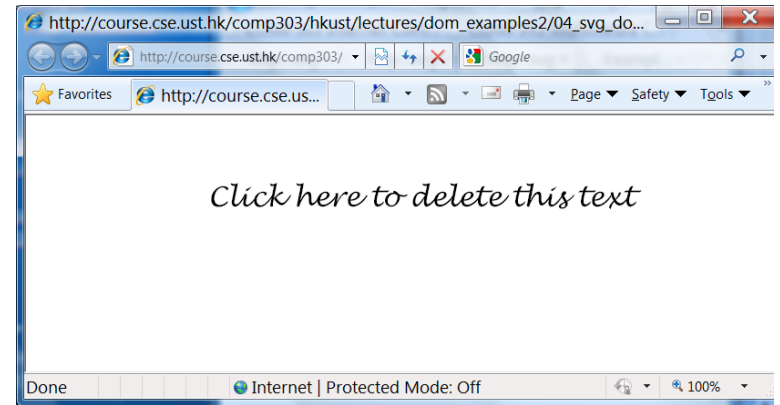 http://course.cse.ust.hk/comp303/hkust/lectures/dom_examples2/04_svg_do...
http://course.cse.ust.hk/comp303/ Google
Favorites http://course.cse.us... Page Safety Tools »
Click here to delete this text
Done Internet | Protected Mode: Off 100%